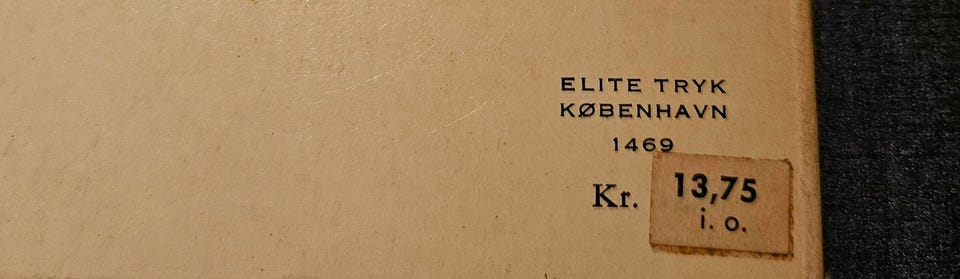 ELITE TRYK
KØBENHAVN
1469
Kr. 13,75
i. o.